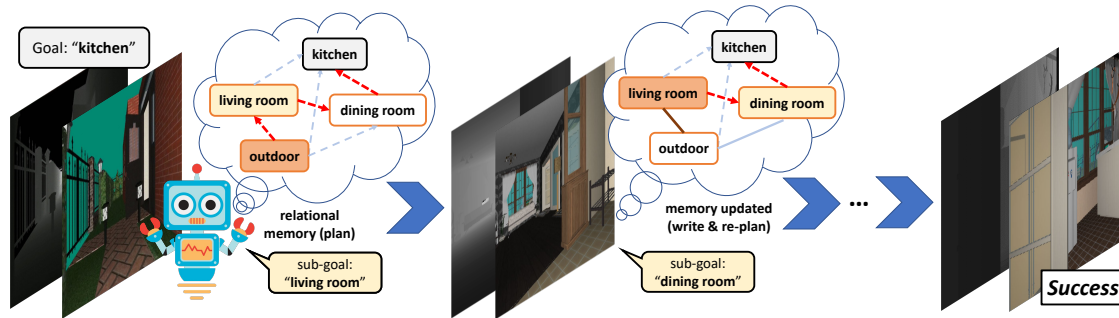 Goal: “kitchen”
kitchen
living room
dining room
outdoor
relational
memory (plan)
sub-goal:
“living room”
kitchen
living room
dining room
outdoor
memory updated
(write & re-plan)
sub-goal:
“dining room”
...
Success